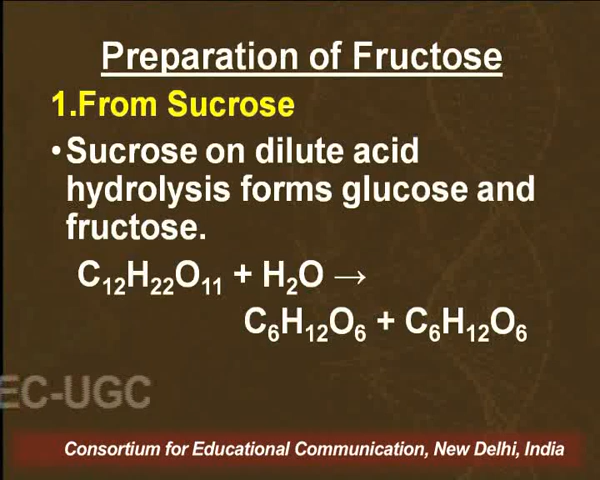 Preparation of Fructose
1.From Sucrose
•Sucrose on dilute acid
hydrolysis forms glucose and
fructose.
C₁₂H₂₂O₁₁ + H₂O →
C₆H₁₂O₆ + C₆H₁₂O₆
EC-UGC
Consortium for Educational Communication, New Delhi, India